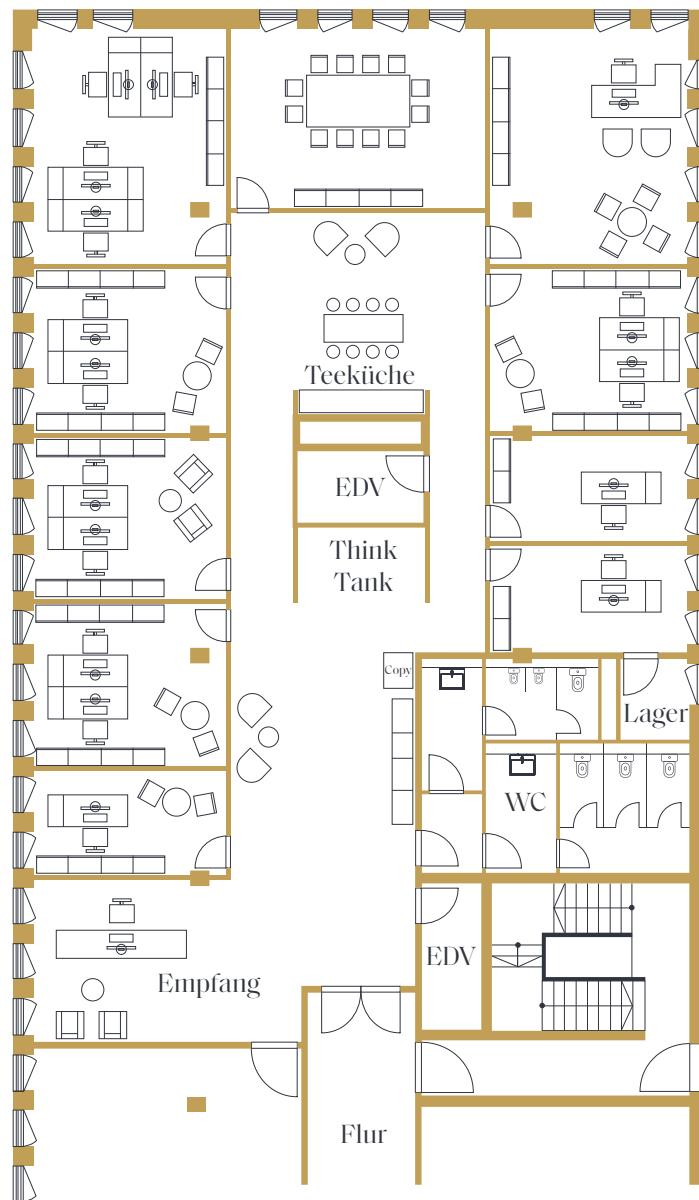 Teeküche
EDV
Think
Tank
Copy
Lager
WC
EDV
Empfang
Flur